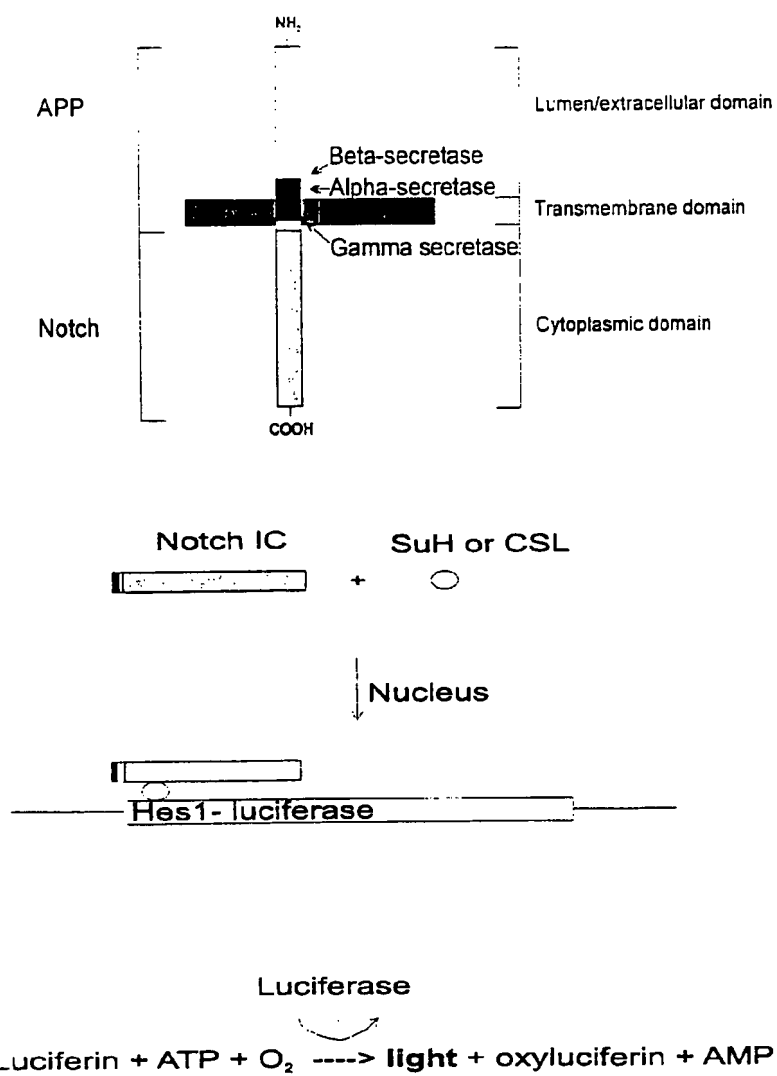 NH2
APP
Lumen/extracellular domain
Beta-secretase
Alpha-secretase
Transmembrane domain
Gamma secretase
Notch
Cytoplasmic domain
COOH
Notch IC
SuH or CSL
+
Nucleus
Hes1- luciferase
Luciferase
Luciferin + ATP + O2 ----> light + oxyluciferin + AMP